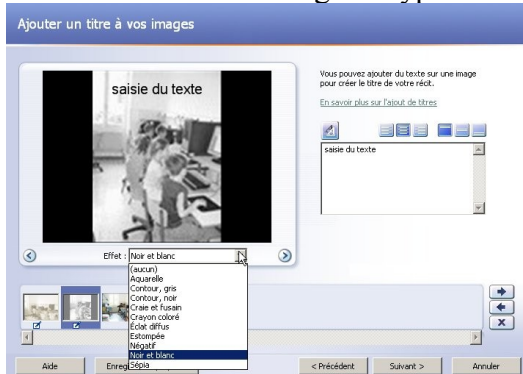 Ajouter un titre à vos images
saisie du texte
Vous pouvez ajouter du texte sur une image
pour créer le titre de votre récit.
En savoir plus sur l'ajout de titres
saisie du texte
Effet : Noir et blanc
(aucun)
Aquarelle
Contour, gris
Contour, noir
Craie et fusain
Crayon coloré
Éclat diffus
Estompée
Négatif
Noir et blanc
Sépia
Aide
Enreg
< Précédent
Suivant >
Annuler